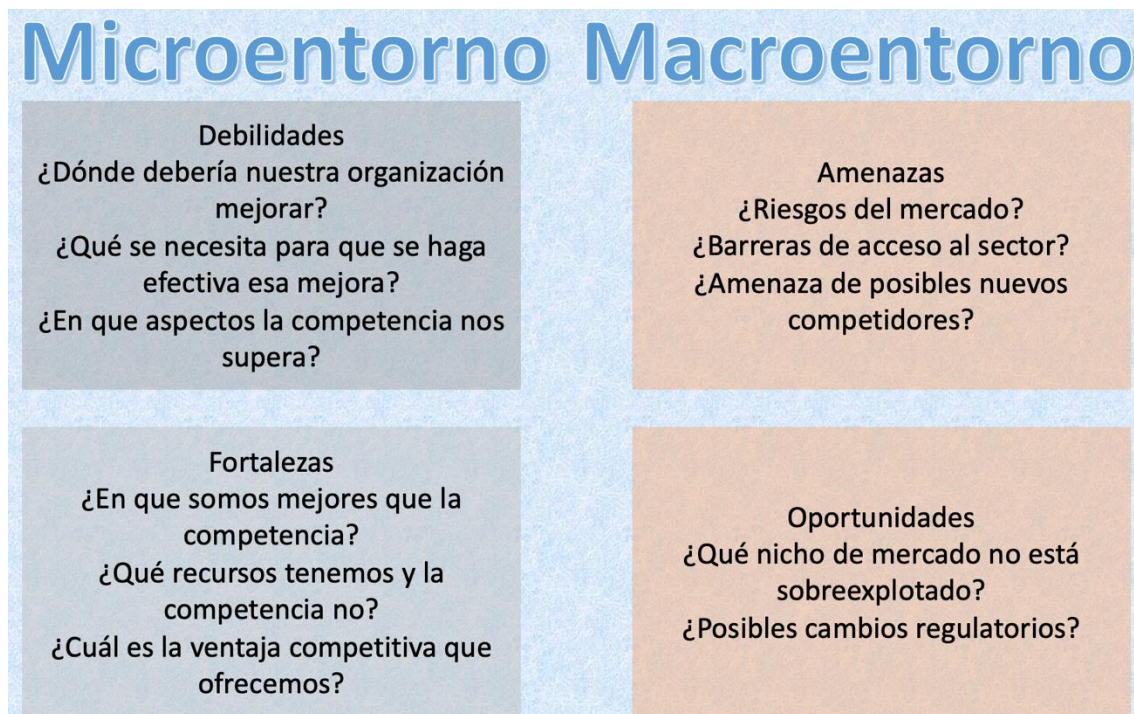 Microentorno Macroentorno
Debilidades
¿Dónde debería nuestra organización
mejorar?
¿Qué se necesita para que se haga
efectiva esa mejora?
¿En que aspectos la competencia nos
supera?
Amenazas
¿Riesgos del mercado?
¿Barreras de acceso al sector?
¿Amenaza de posibles nuevos
competidores?
Fortalezas
¿En que somos mejores que la
competencia?
¿Qué recursos tenemos y la
competencia no?
¿Cuál es la ventaja competitiva que
ofrecemos?
Oportunidades
¿Qué nicho de mercado no está
sobreexplotado?
¿Posibles cambios regulatorios?